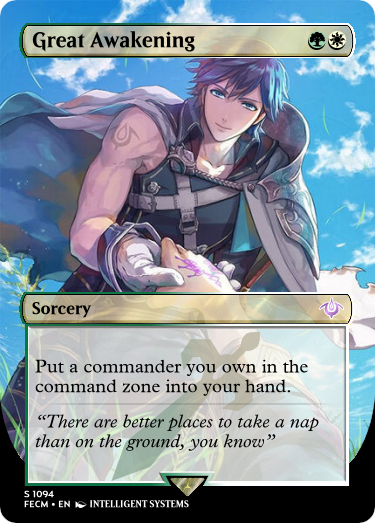 Great Awakening
Sorcery
Put a commander you own in the
command zone into your hand.
“There are better places to take a nap
than on the ground, you know”
S 1094
FECM • EN INTELLIGENT SYSTEMS